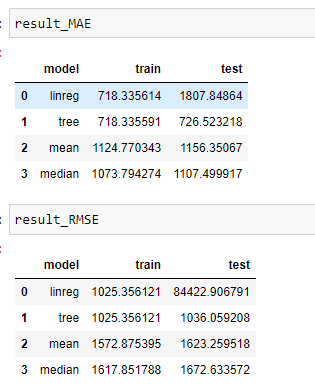 result_MAE
model train test
0 linreg 718.335614 1807.84864
1 tree 718.335591 726.523218
2 mean 1124.770343 1156.35067
3 median 1073.794274 1107.499917
result_RMSE
model train test
0 linreg 1025.356121 84422.906791
1 tree 1025.356121 1036.059208
2 mean 1572.875395 1623.259518
3 median 1617.851788 1672.633572